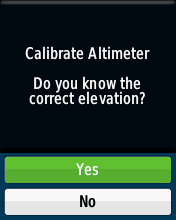 Calibrate Altimeter
Do you know the
correct elevation?
Yes
No